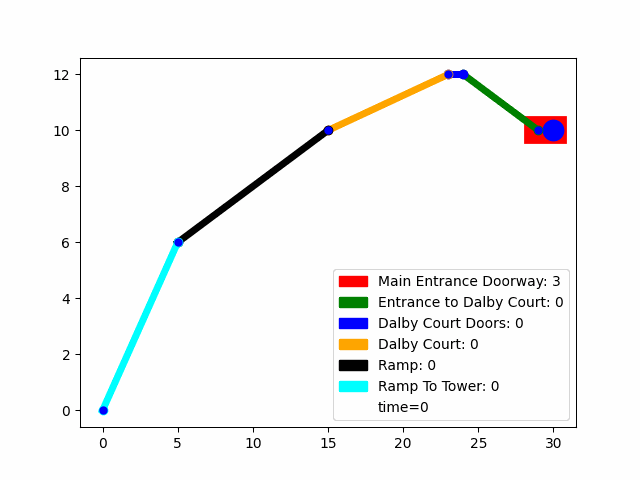 12
10
8
6
4
2
0
Main Entrance Doorway: 3
Entrance to Dalby Court: 0
Dalby Court Doors: 0
Dalby Court: 0
Ramp: 0
Ramp To Tower: 0
time=0
0 5 10 15 20 25 30